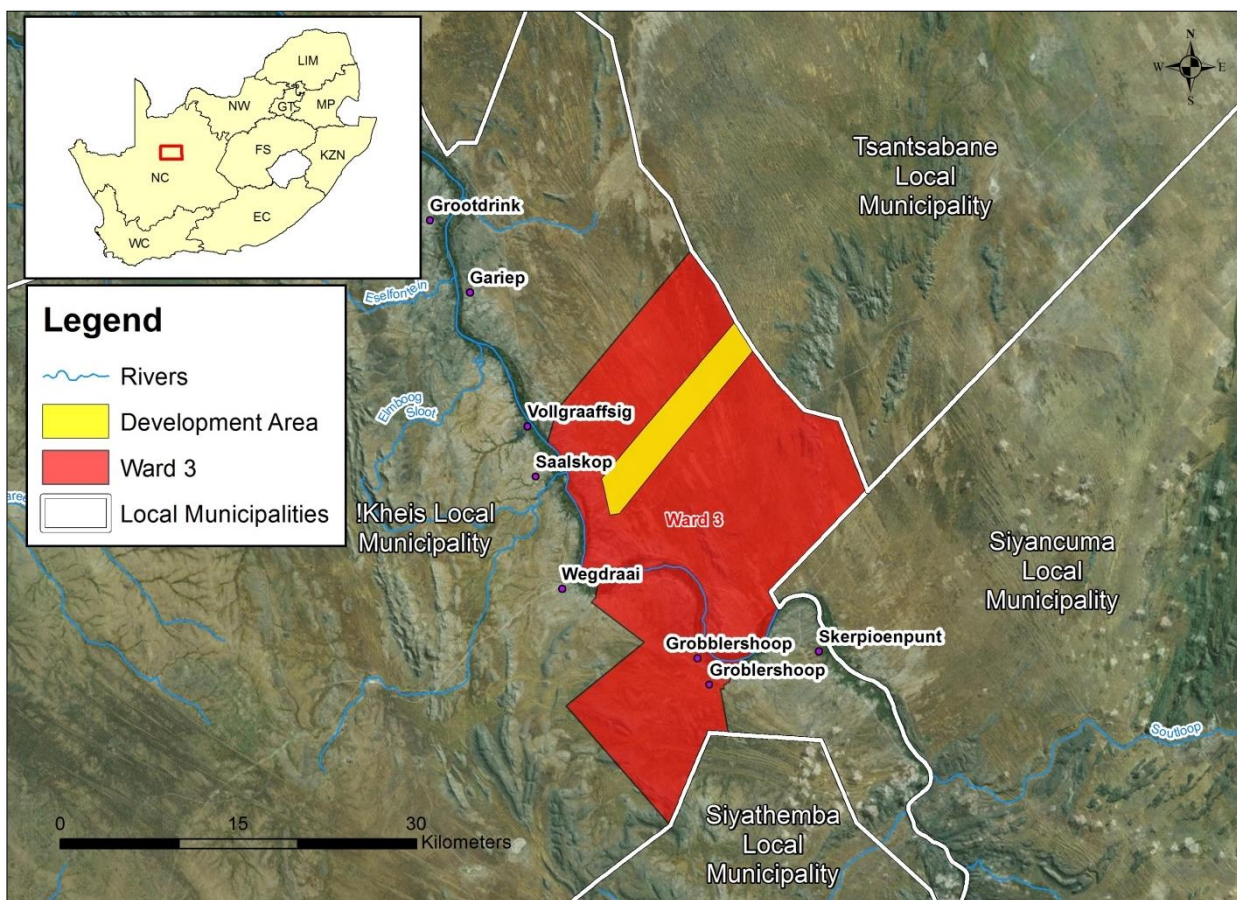 LIM
NW
GT
MP
FS
KZN
NC
EC
WC
N
W
E
S
Tsantsabane
Local
Municipality
Grootdrink
Gariep
Eselfontein
Legend
Rivers
Development Area
Ward 3
Local Municipalities
Elmboog
Sloot
Vollgraaffsig
Saalskop
!Kheis Local
Municipality
Ward 3
Siyancuma
Local
Municipality
Wegdraai
Grobblershoop
Skerpioenpunt
Groblershoop
Soutloop
Siyathemba
Local
Municipality
0
15
30
Kilometers